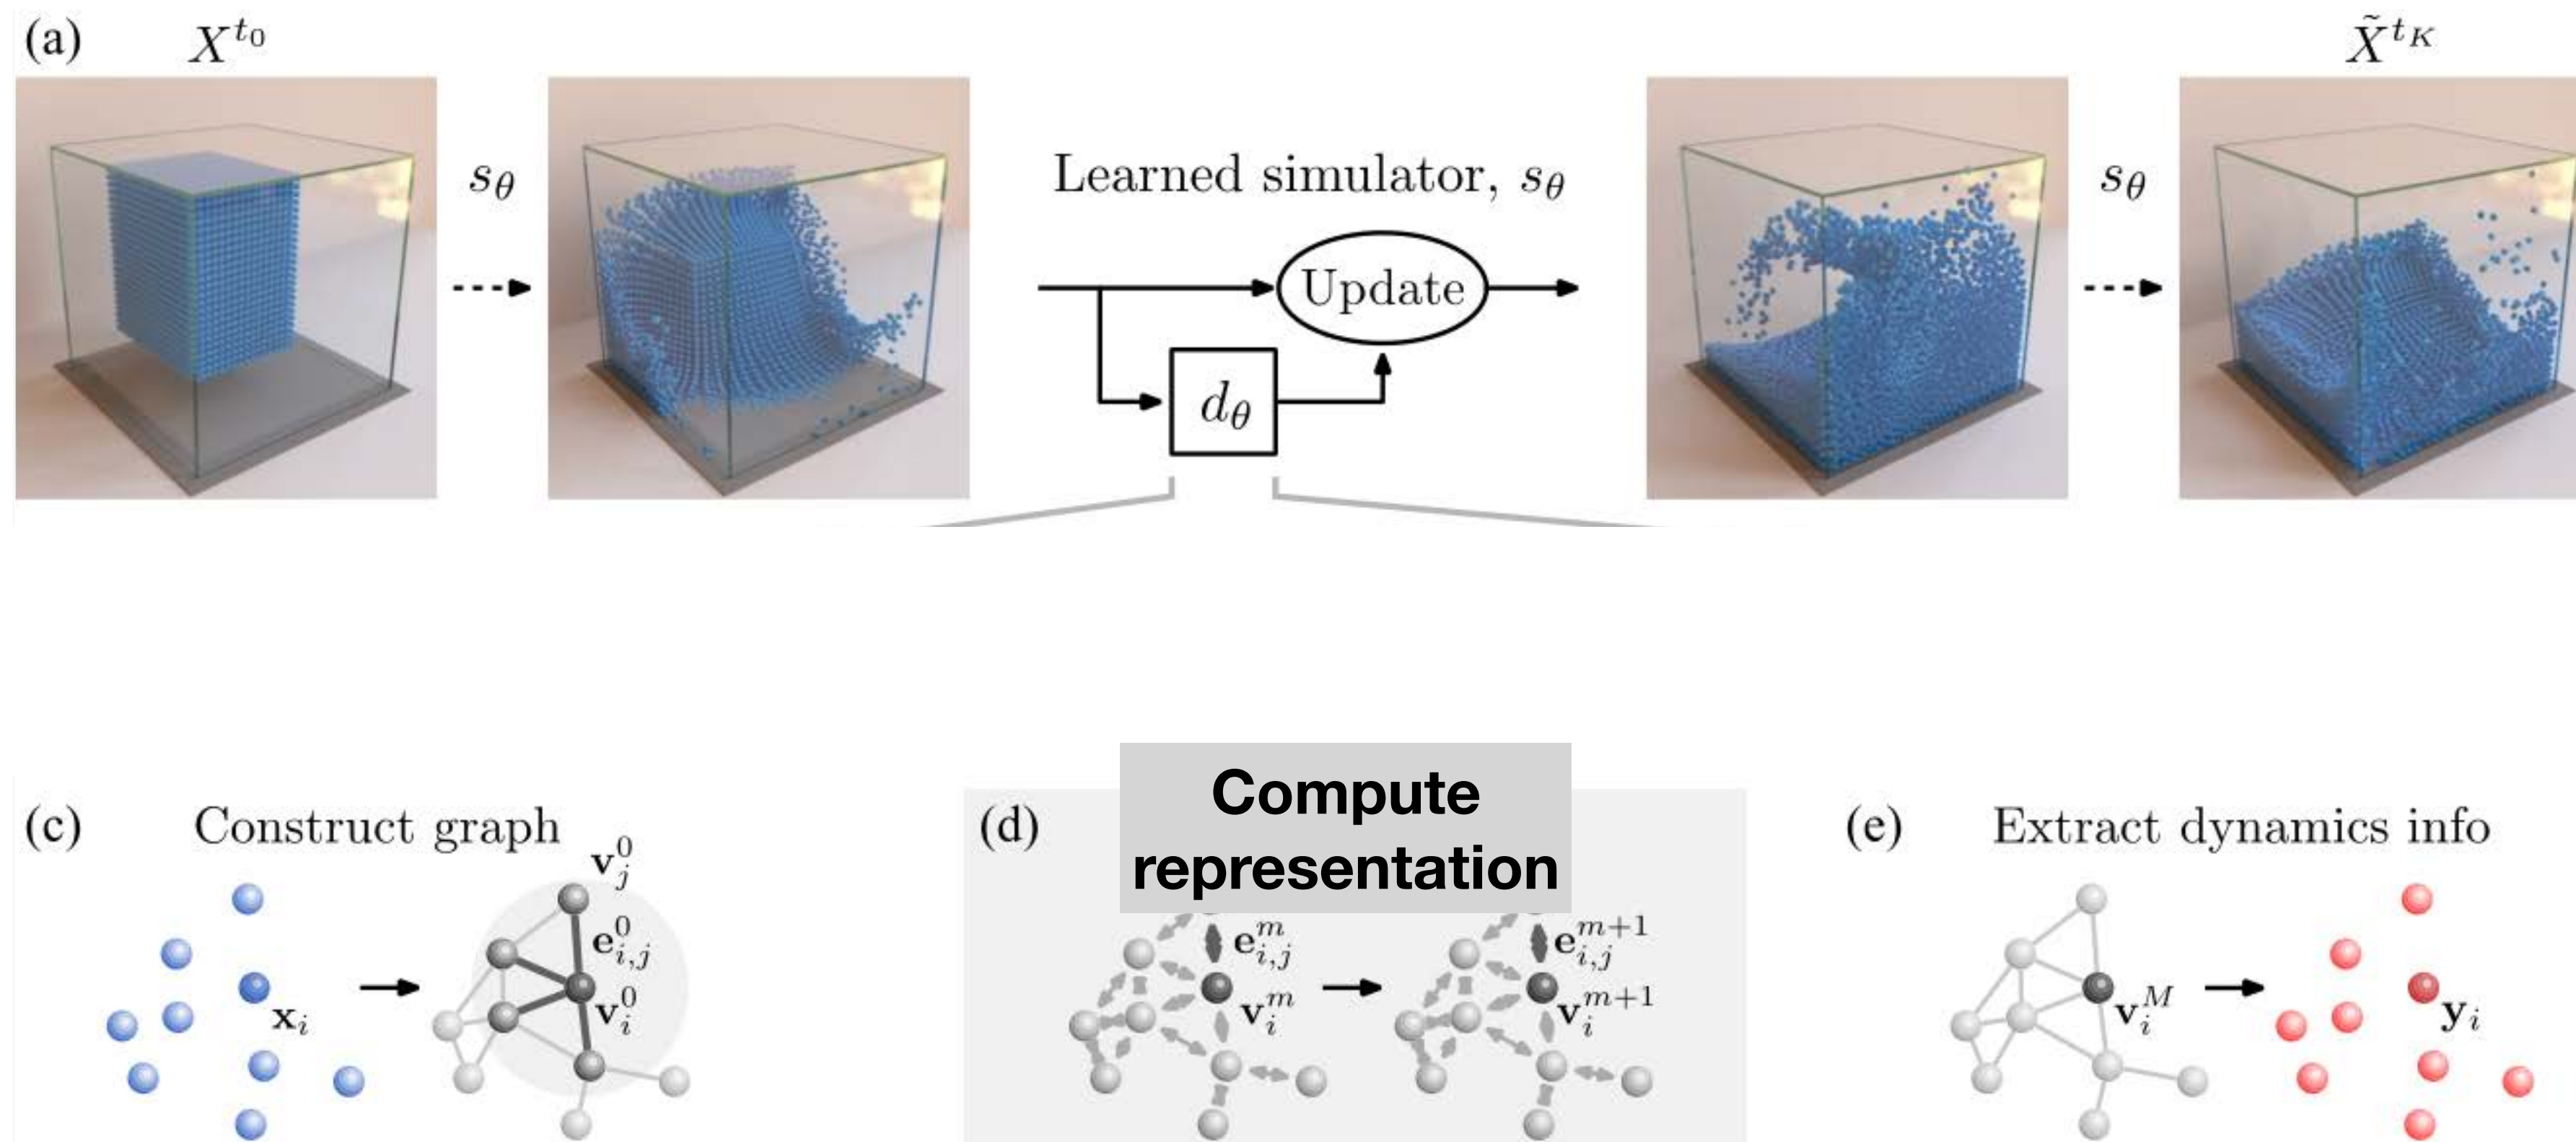 (a)
X^{t_0}
X̃^{t_K}
s_θ
Learned simulator, s_θ
s_θ
Update
d_θ
Compute
representation
(c) Construct graph
(d)
(e) Extract dynamics info
v_j^0
e_{i,j}^0
x_i
v_i^0
e_{i,j}^m
v_i^m
e_{i,j}^{m+1}
v_i^{m+1}
v_i^M
y_i